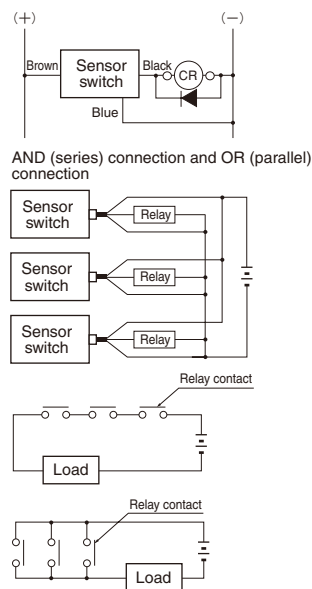 (+) (−)
Brown Sensor switch Black CR
Blue
AND (series) connection and OR (parallel)
connection
Sensor
switch
Relay
Sensor
switch
Relay
Sensor
switch
Relay
Relay contact
Load
Relay contact
Load